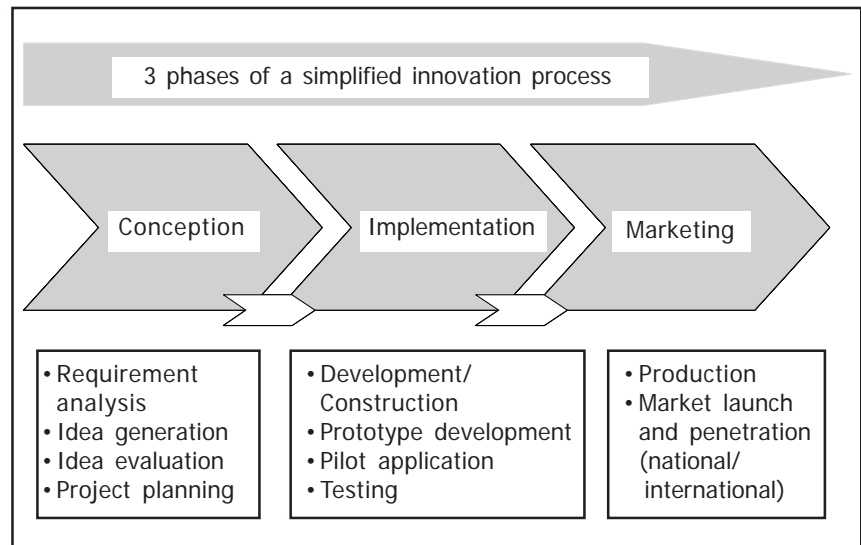 3 phases of a simplified innovation process
Conception
Implementation
Marketing
• Requirement
analysis
• Idea generation
• Idea evaluation
• Project planning
• Development/
Construction
• Prototype development
• Pilot application
• Testing
• Production
• Market launch
and penetration
(national/
international)